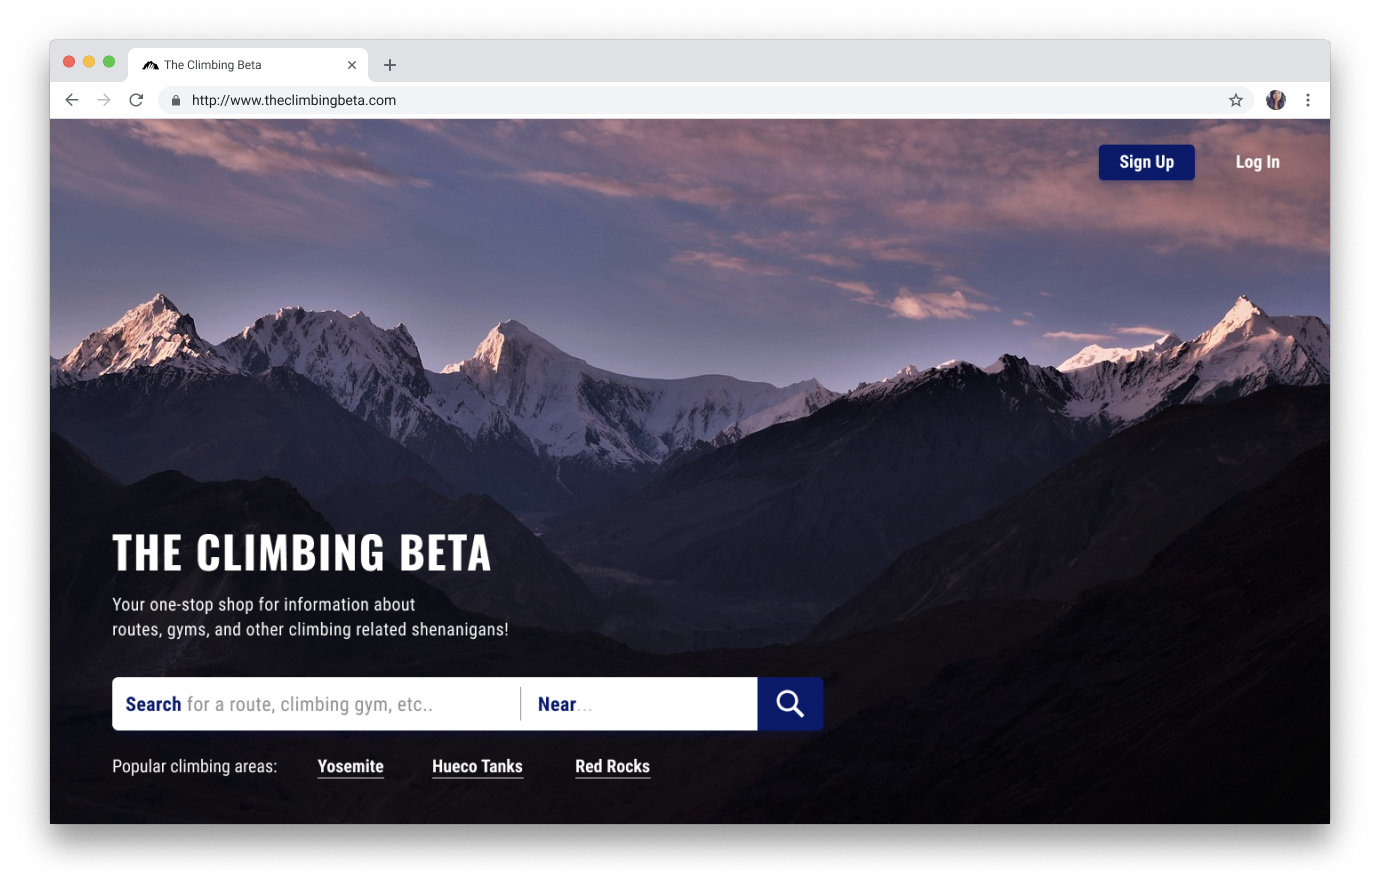 The Climbing Beta
http://www.theclimbingbeta.com
Sign Up
Log In
THE CLIMBING BETA
Your one-stop shop for information about
routes, gyms, and other climbing related shenanigans!
Search for a route, climbing gym, etc..
Near...
Popular climbing areas:
Yosemite
Hueco Tanks
Red Rocks